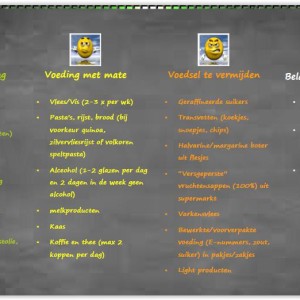 Voeding met mate
Vlees/Vis (2-3 x per wk)
Pasta's, rijst, brood (bij
voorkeur quinoa,
zilvervliesrijst of volkoren
speltpasta)
Alcohol (1-2 glazen per dag
en 2 dagen in de week geen
alcohol)
melkproducten
Kaas
Koffie en thee (max 2
koppen per dag)
Voedsel te vermijden
Geraffineerde suikers
Transvetten (koekjes,
snoepjes, chips)
Halvarine/margarine boter
uit flesjes
"Versgeperste"
vruchtensappen (100%) uit
supermarkt
Varkensvlees
Bewerkte/voorverpakte
voeding (E-nummers, zout,
suiker) in pakjes/zakjes
Light producten
Bela